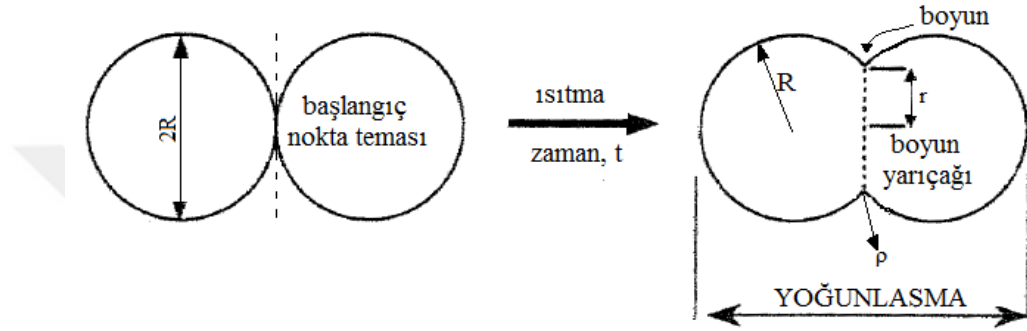 2R
başlangıç
nokta teması
ısıtma
zaman, t
boyun
R
r
boyun
yarıçağı
ρ
YOĞUNLASMA